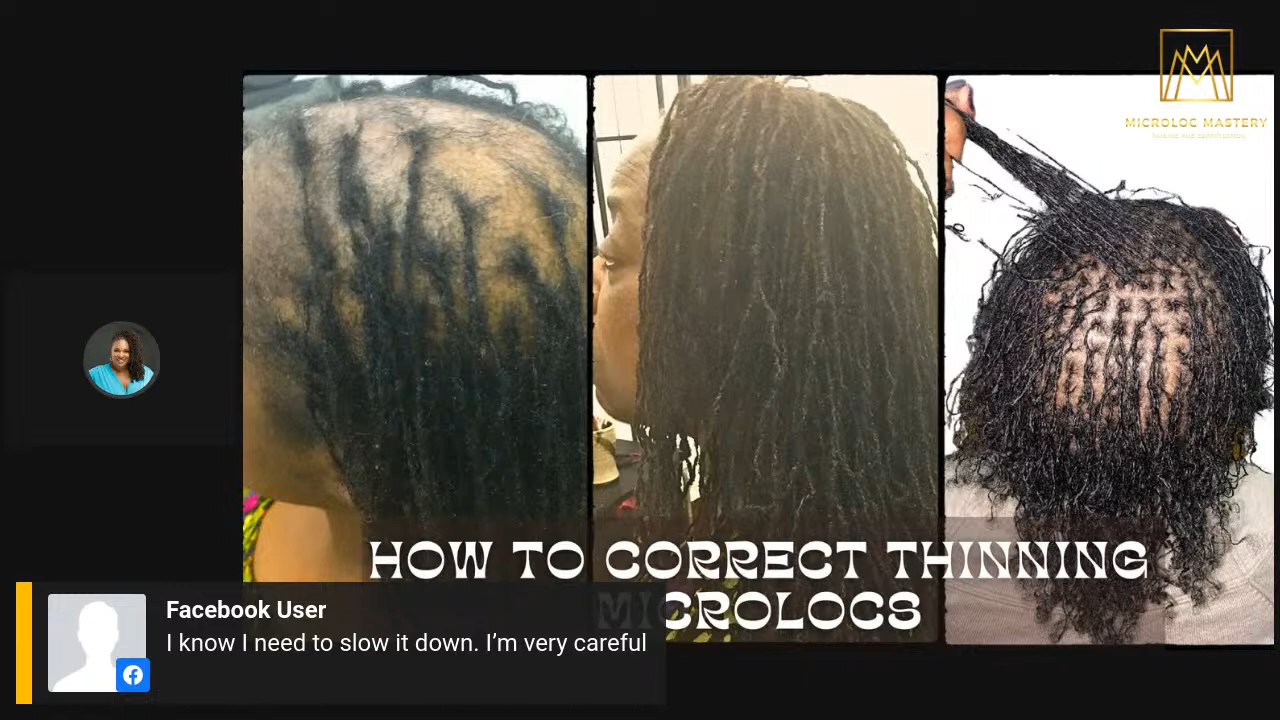 MICROLOC MASTERY
HOW TO CORRECT THINNING
MICROLOCS
Facebook User
I know I need to slow it down. I’m very careful